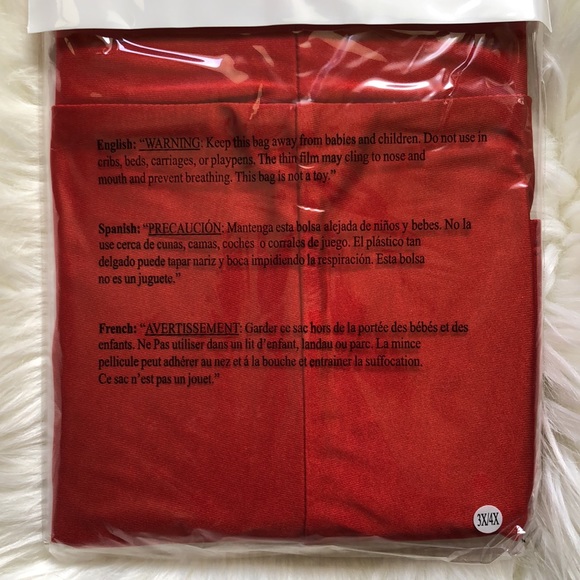 English: “WARNING: Keep this bag away from babies and children. Do not use in
cribs, beds, carriages, or playpens. The thin film may cling to nose and
mouth and prevent breathing. This bag is not a toy.”
Spanish: “PRECAUCIÓN: Mantenga esta bolsa alejada de niños y bebes. No la
use cerca de cunas, camas, coches o corrales de juego. El plástico tan
delgado puede tapar nariz y boca impidiendo la respiración. Esta bolsa
no es un juguete.”
French: “AVERTISSEMENT: Garder ce sac hors de la portée des bébés et des
enfants. Ne Pas utiliser dans un lit d’enfant, landau ou parc. La mince
pellicule peut adhérer au nez et à la bouche et entrainer la suffocation.
Ce sac n’est pas un jouet.”
3X/4X